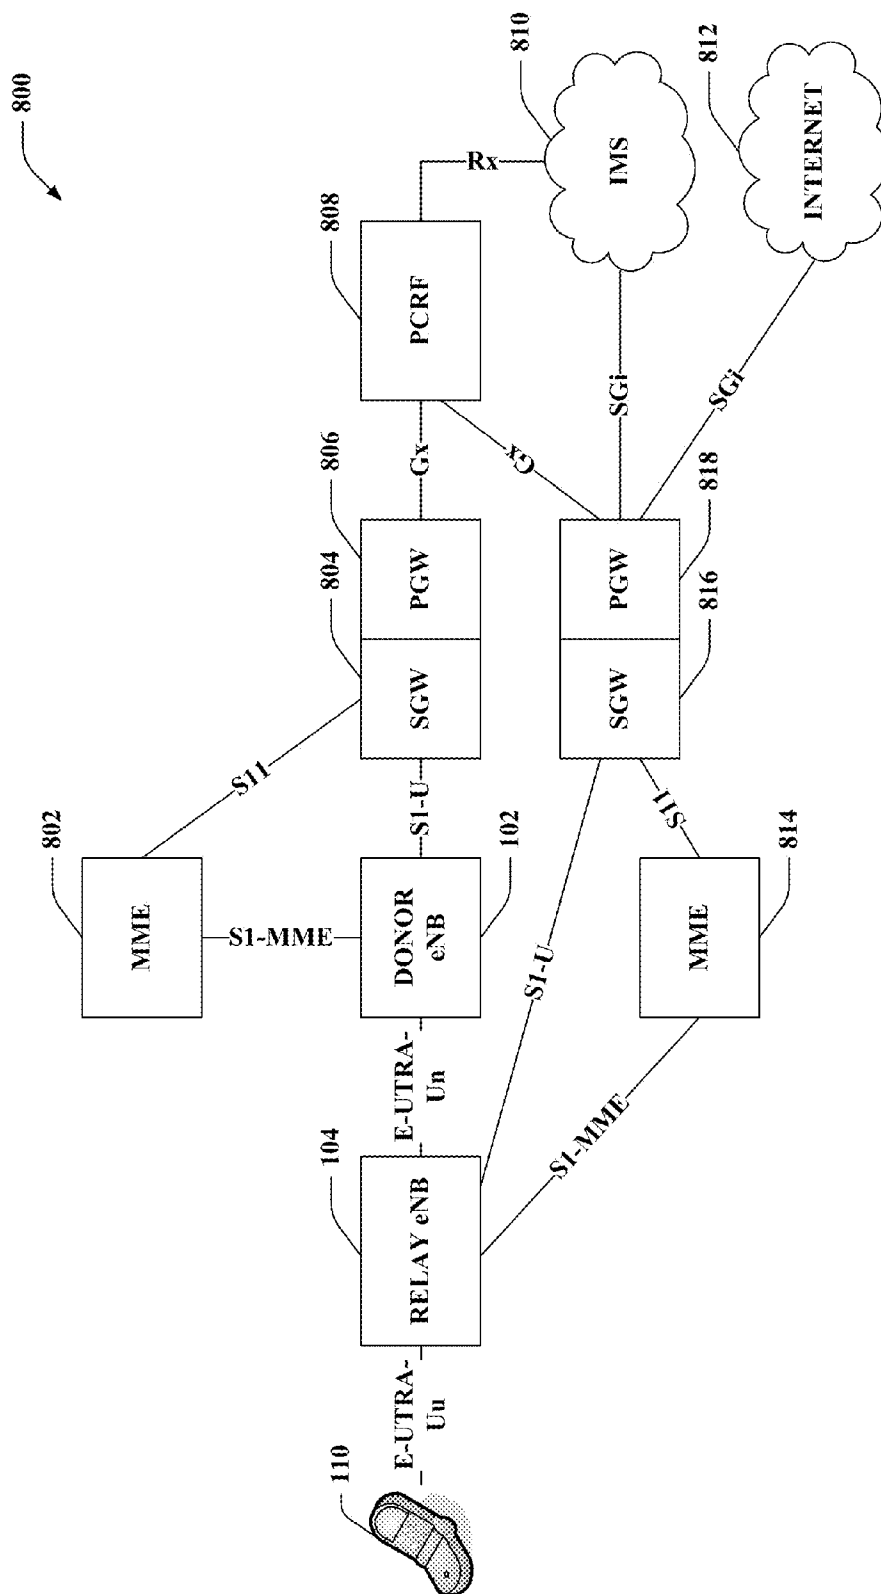 800
802
MME
S11
S1-MME
110
104
804
806
808
E-UTRA-
Uu
RELAY eNB
E-UTRA-
Un
DONOR
eNB
S1-U
SGW
PGW
Gx
PCRF
Rx
102
810
Gx
S1-U
S1-MME
SGW
PGW
SGi
IMS
S11
MME
816
818
812
SGi
814
INTERNET